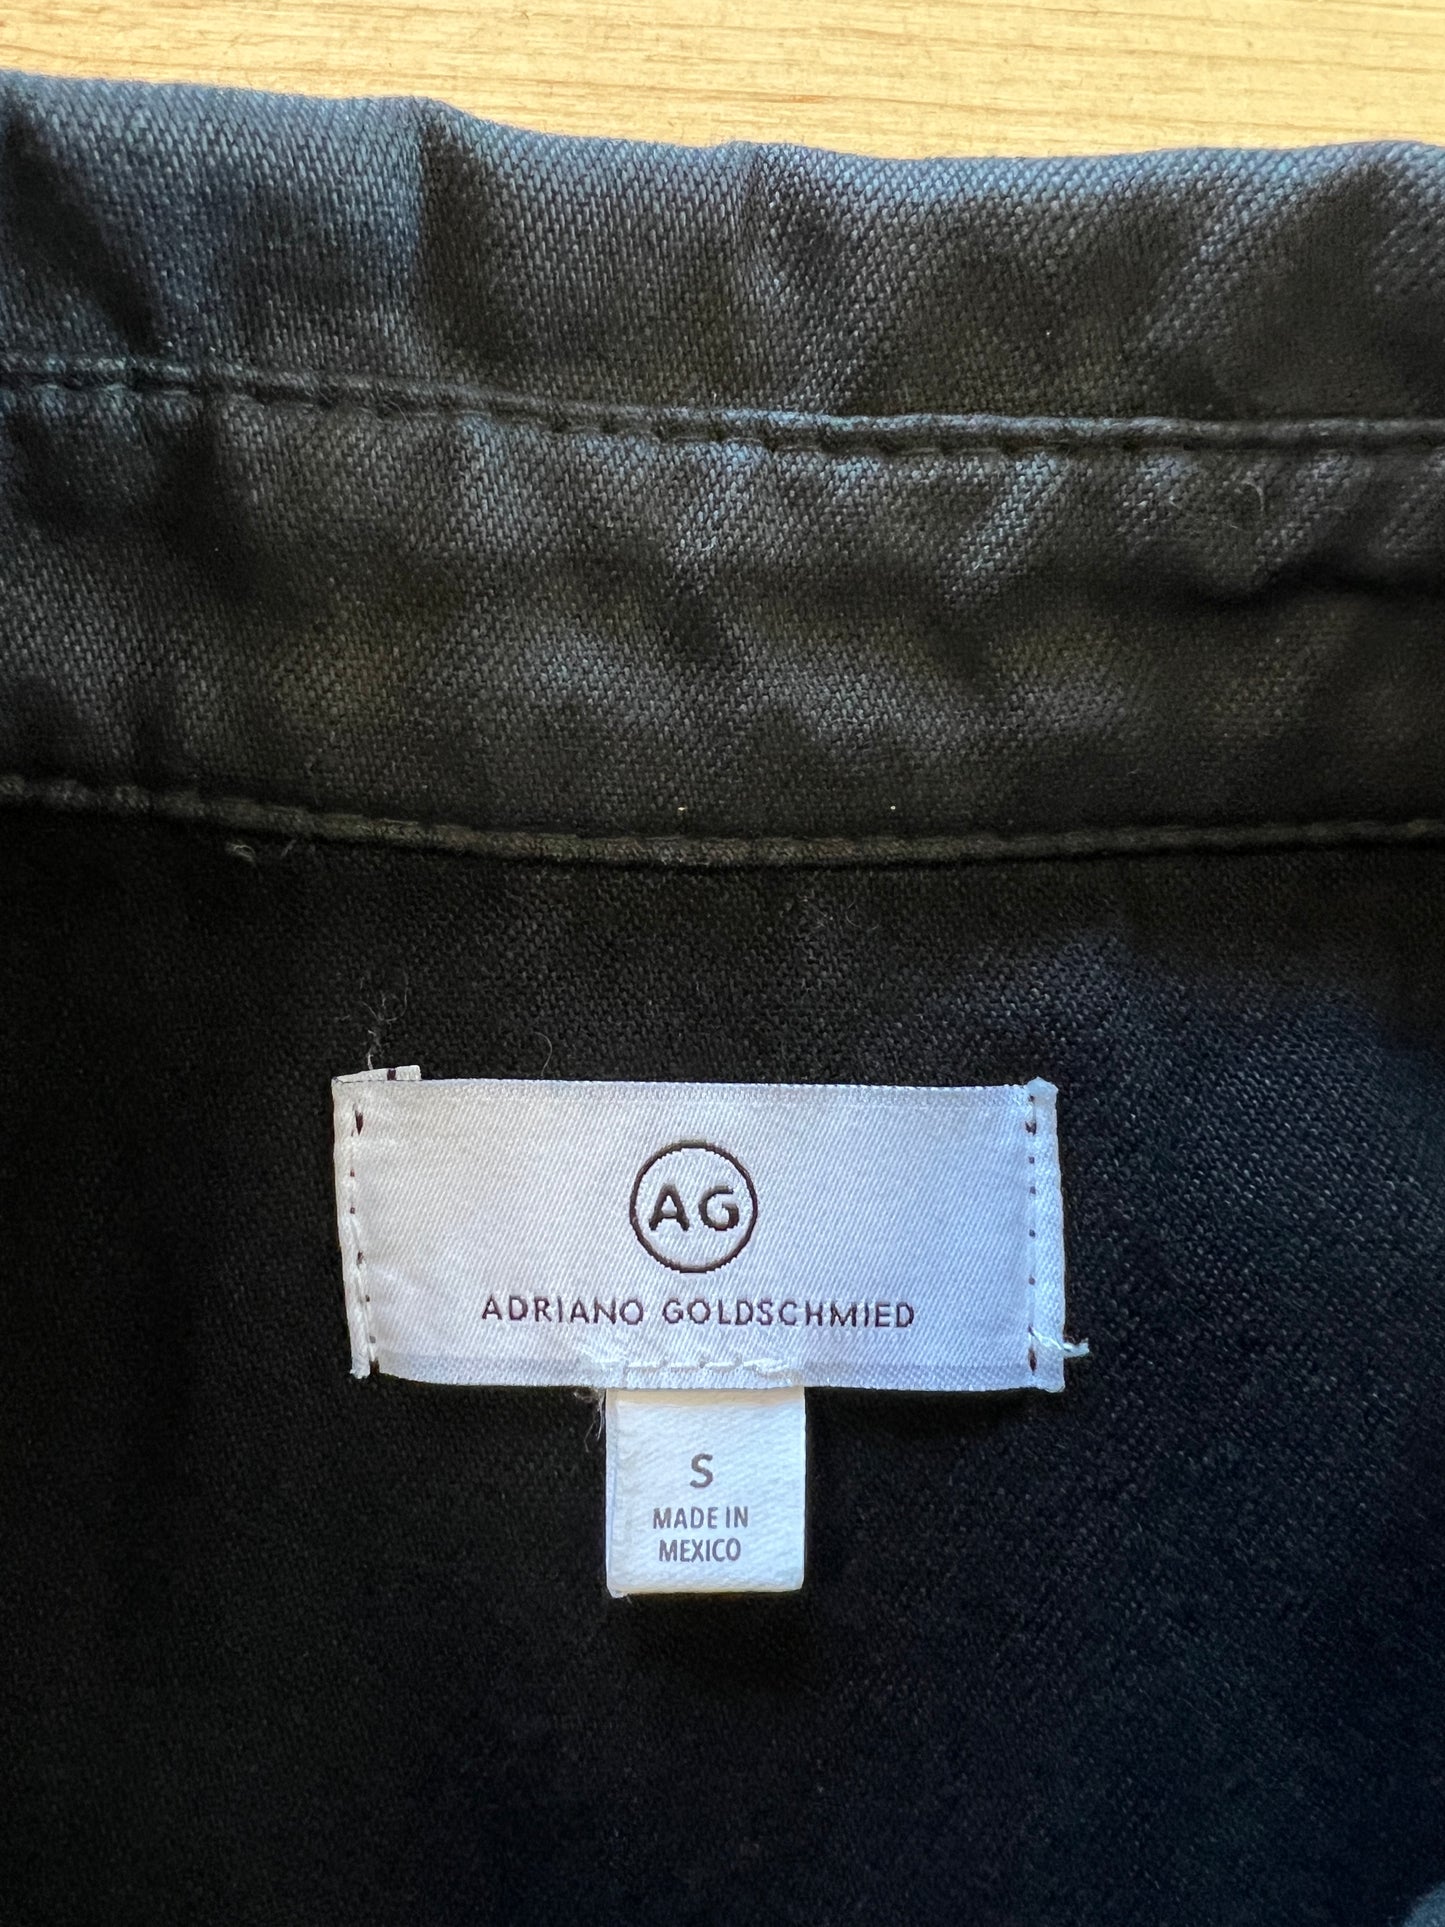 AG
ADRIANO GOLDSCHMIED
S
MADE IN
MEXICO